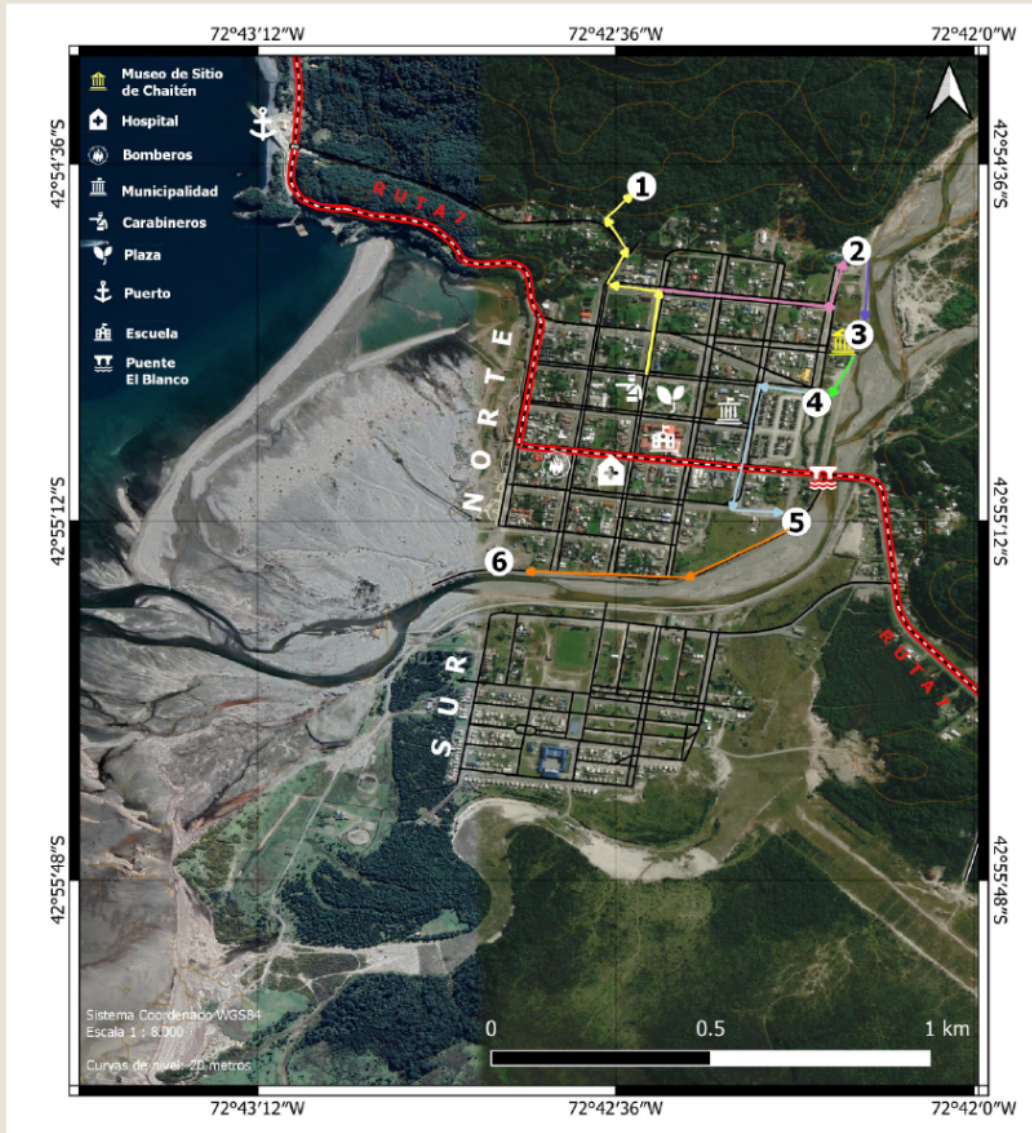 72°43'12"W
72°42'36"W
72°42'0"W
42°54'36"S
42°54'36"S
Museo de Sitio
de Chaitén
Hospital
Bomberos
Municipalidad
Carabineros
Plaza
Puerto
Escuela
Puente
El Blanco
RUTA 7
1
2
3
4
5
6
NORTE
SUR
RUTA 7
42°55'12"S
42°55'12"S
42°55'48"S
42°55'48"S
Sistema Coordenado WGS84
Escala 1 : 8.000
Curvas de nivel: 20 metros
0
0.5
1 km
72°43'12"W
72°42'36"W
72°42'0"W